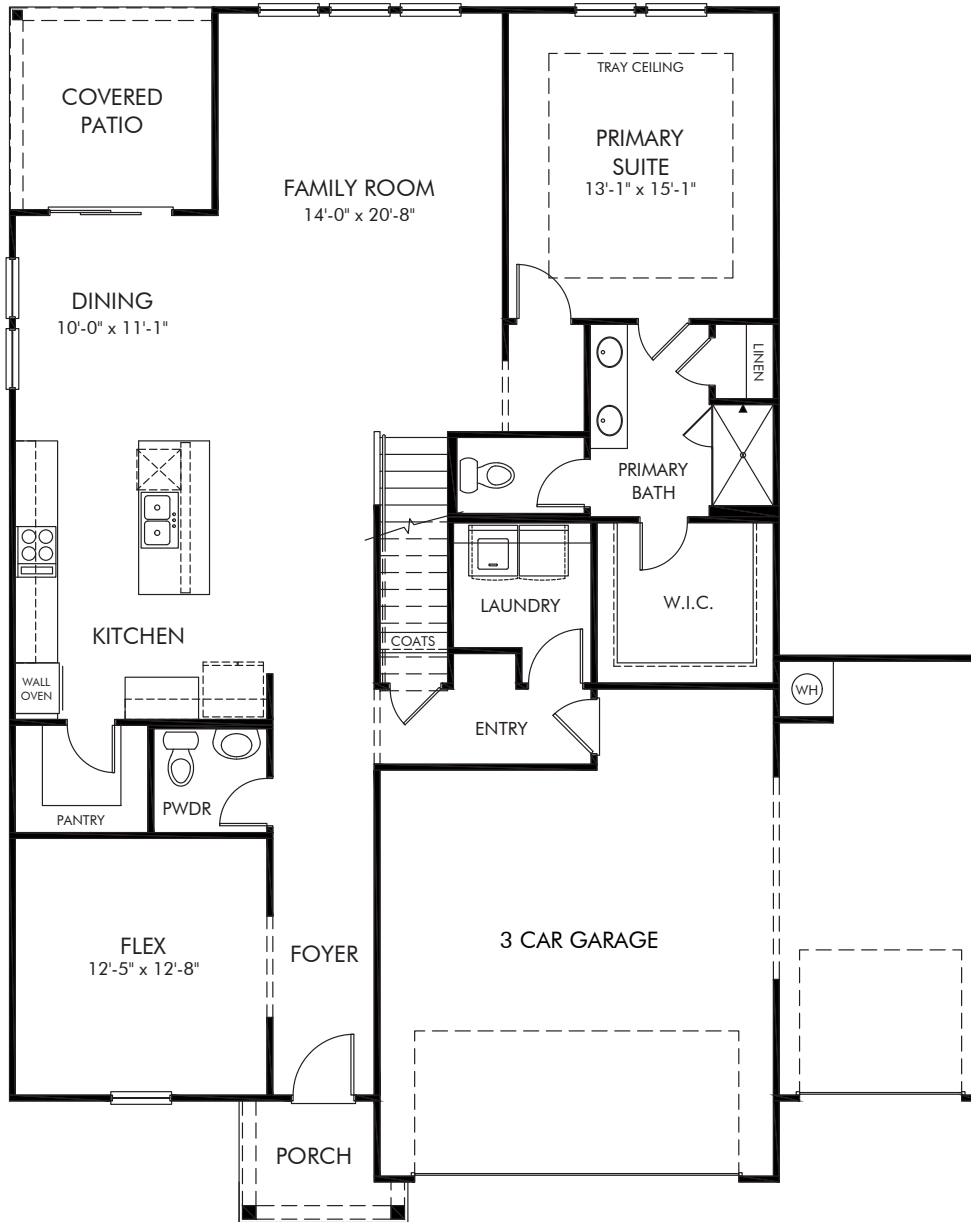 TRAY CEILING
COVERED
PATIO
PRIMARY
SUITE
13'-1" x 15'-1"
FAMILY ROOM
14'-0" x 20'-8"
DINING
10'-0" x 11'-1"
LINEN
PRIMARY
BATH
LAUNDRY
W.I.C.
KITCHEN
COATS
WALL
OVEN
WH
ENTRY
PWDR
PANTRY
FLEX
12'-5" x 12'-8"
FOYER
3 CAR GARAGE
PORCH